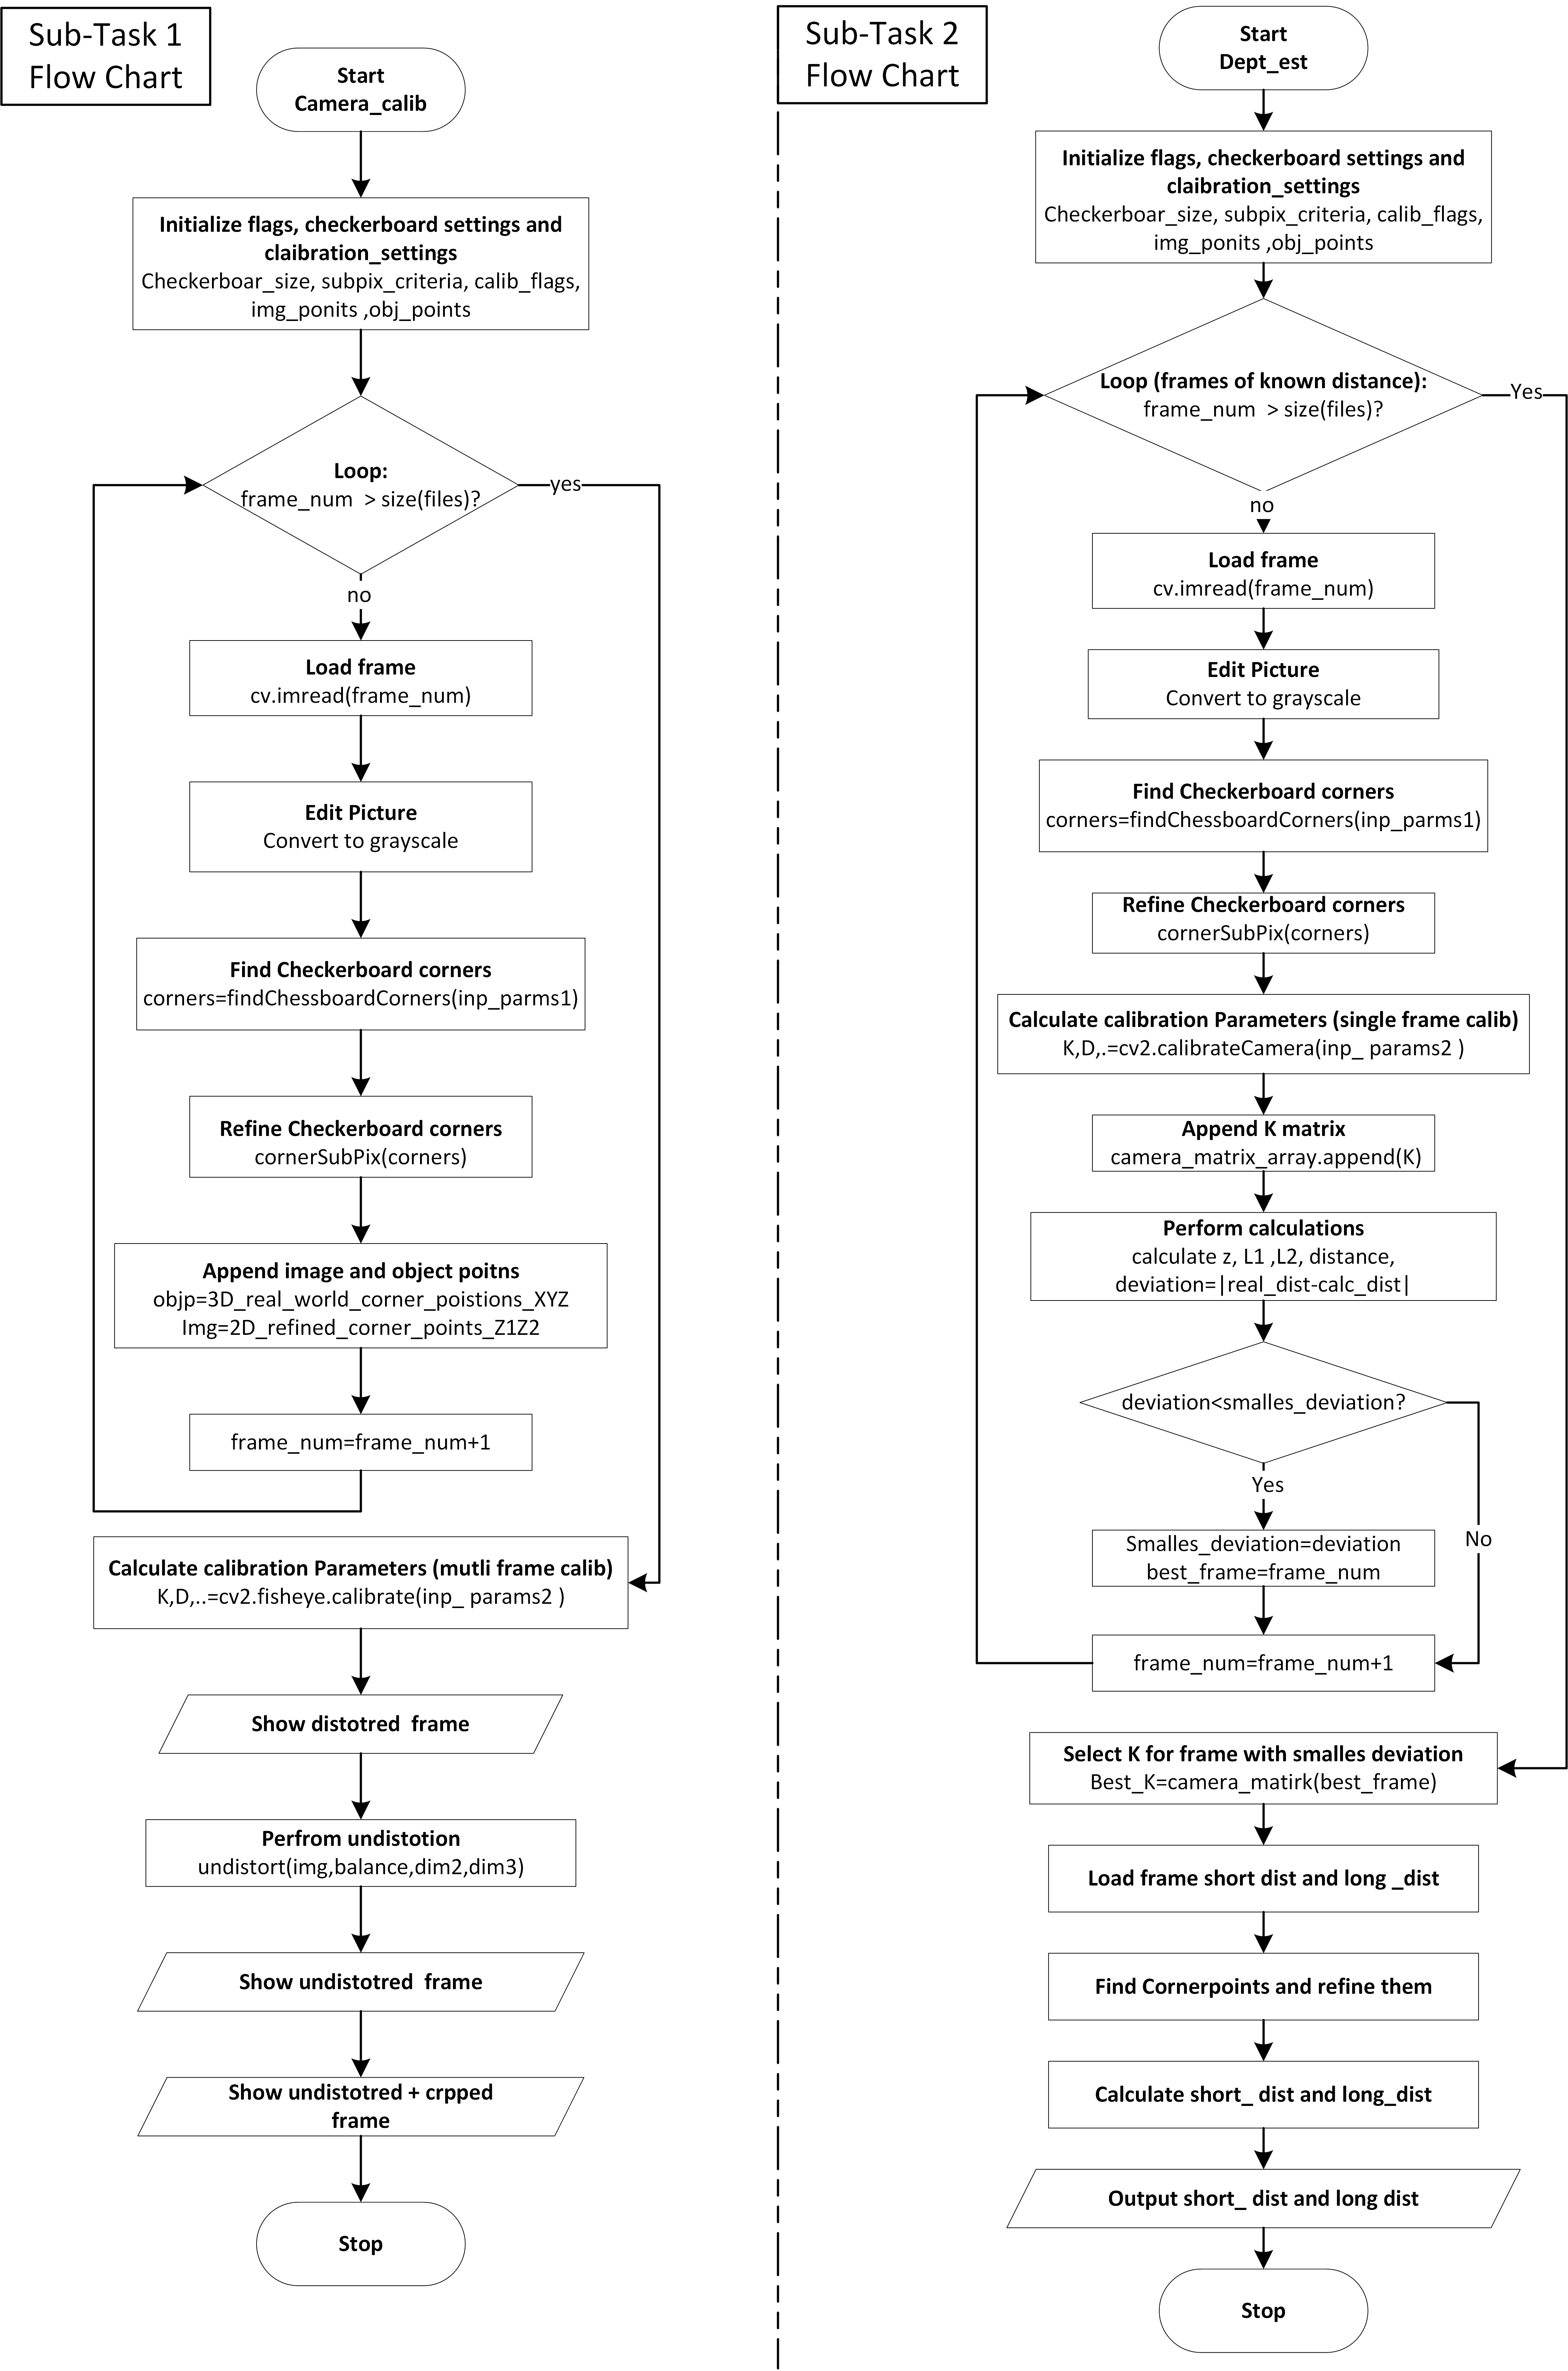 Sub-Task 1
Flow Chart
Start
Camera_calib
Initialize flags, checkerboard settings and
claibration_settings
Checkerboar_size, subpix_criteria, calib_flags,
img_ponits ,obj_points
Loop:
frame_num > size(files)?
yes
no
Load frame
cv.imread(frame_num)
Edit Picture
Convert to grayscale
Find Checkerboard corners
corners=findChessboardCorners(inp_parms1)
Refine Checkerboard corners
cornerSubPix(corners)
Append image and object poitns
objp=3D_real_world_corner_poistions_XYZ
Img=2D_refined_corner_points_Z1Z2
frame_num=frame_num+1
Calculate calibration Parameters (mutli frame calib)
K,D,..=cv2.fisheye.calibrate(inp_ params2 )
Show distotred frame
Perfrom undistotion
undistort(img,balance,dim2,dim3)
Show undistotred frame
Show undistotred + crpped
frame
Stop
Sub-Task 2
Flow Chart
Start
Dept_est
Initialize flags, checkerboard settings and
claibration_settings
Checkerboar_size, subpix_criteria, calib_flags,
img_ponits ,obj_points
Loop (frames of known distance):
frame_num > size(files)?
Yes
no
Load frame
cv.imread(frame_num)
Edit Picture
Convert to grayscale
Find Checkerboard corners
corners=findChessboardCorners(inp_parms1)
Refine Checkerboard corners
cornerSubPix(corners)
Calculate calibration Parameters (single frame calib)
K,D,.=cv2.calibrateCamera(inp_ params2 )
Append K matrix
camera_matrix_array.append(K)
Perform calculations
calculate z, L1 ,L2, distance,
deviation=|real_dist-calc_dist|
deviation<smalles_deviation?
Yes
No
Smalles_deviation=deviation
best_frame=frame_num
frame_num=frame_num+1
Select K for frame with smalles deviation
Best_K=camera_matirk(best_frame)
Load frame short dist and long _dist
Find Cornerpoints and refine them
Calculate short_ dist and long_dist
Output short_ dist and long dist
Stop